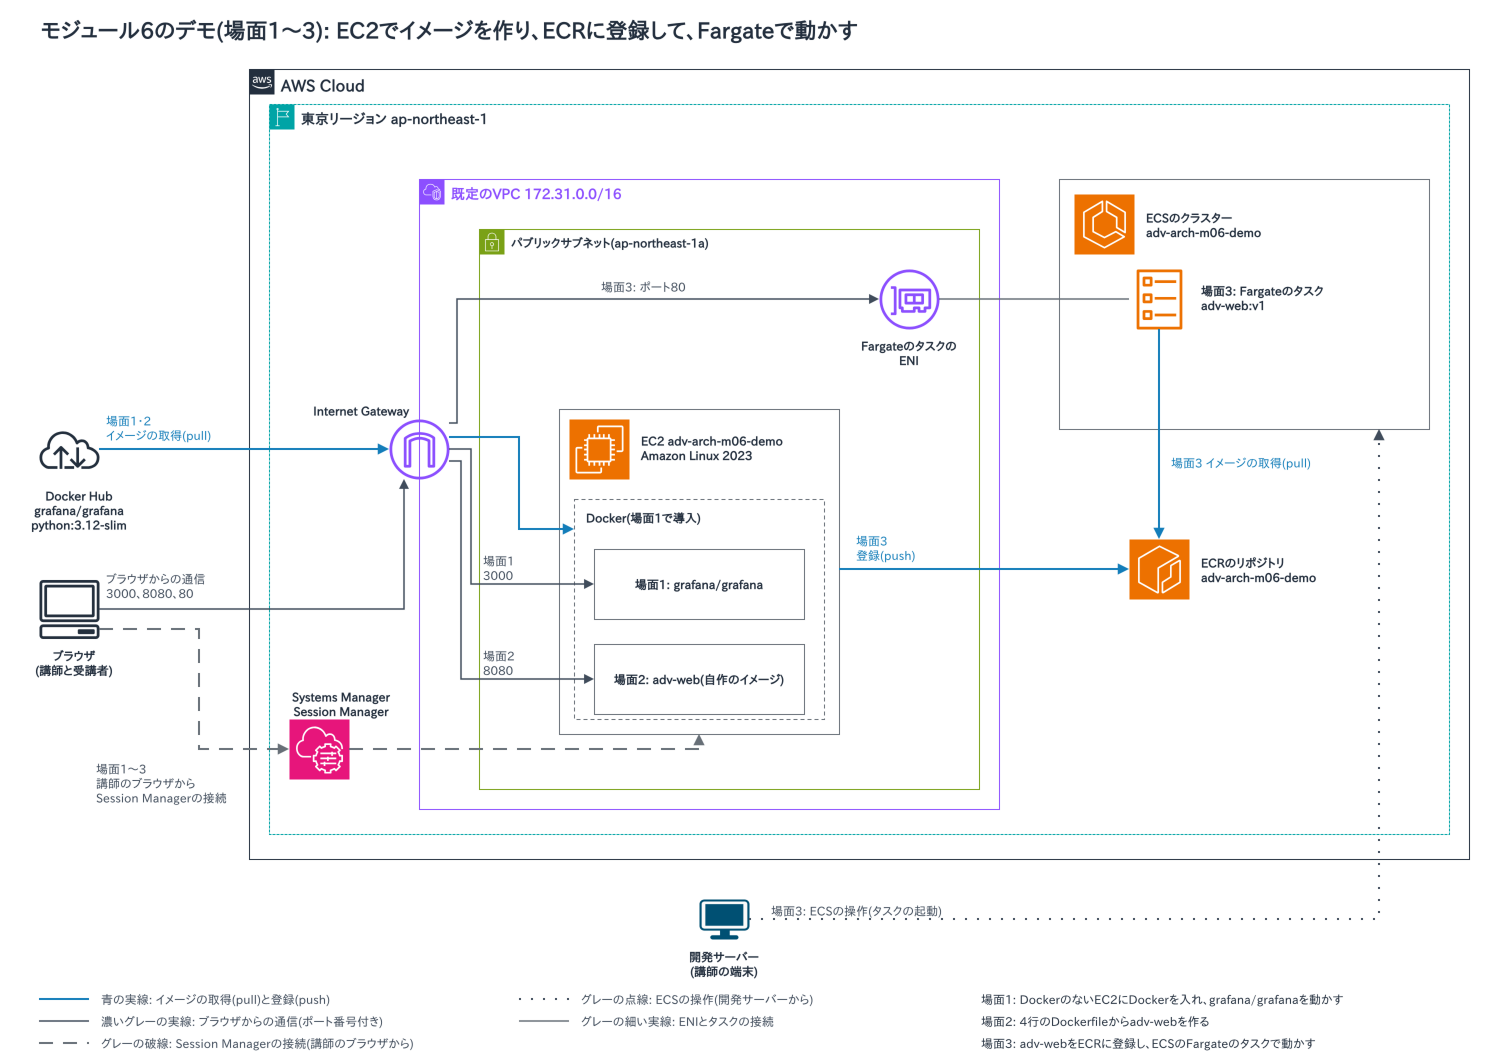 モジュール6のデモ(場面1〜3): EC2でイメージを作り、ECRに登録して、Fargateで動かす
aws
AWS Cloud
東京リージョン ap-northeast-1
既定のVPC 172.31.0.0/16
パブリックサブネット(ap-northeast-1a)
ECSのクラスター
adv-arch-m06-demo
場面3: ポート80
場面3: Fargateのタスク
adv-web:v1
Fargateのタスクの
ENI
Internet Gateway
場面1・2
イメージの取得(pull)
EC2 adv-arch-m06-demo
Amazon Linux 2023
場面3 イメージの取得(pull)
Docker Hub
grafana/grafana
python:3.12-slim
Docker(場面1で導入)
場面3
登録(push)
場面1
3000
場面1: grafana/grafana
ECRのリポジトリ
adv-arch-m06-demo
ブラウザからの通信
3000、8080、80
ブラウザ
(講師と受講者)
場面2
8080
場面2: adv-web(自作のイメージ)
Systems Manager
Session Manager
場面1〜3
講師のブラウザから
Session Managerの接続
場面3: ECSの操作(タスクの起動)
開発サーバー
(講師の端末)
青の実線: イメージの取得(pull)と登録(push)
濃いグレーの実線: ブラウザからの通信(ポート番号付き)
グレーの破線: Session Managerの接続(講師のブラウザから)
グレーの点線: ECSの操作(開発サーバーから)
グレーの細い実線: ENIとタスクの接続
場面1: DockerのないEC2にDockerを入れ、grafana/grafanaを動かす
場面2: 4行のDockerfileからadv-webを作る
場面3: adv-webをECRに登録し、ECSのFargateのタスクで動かす